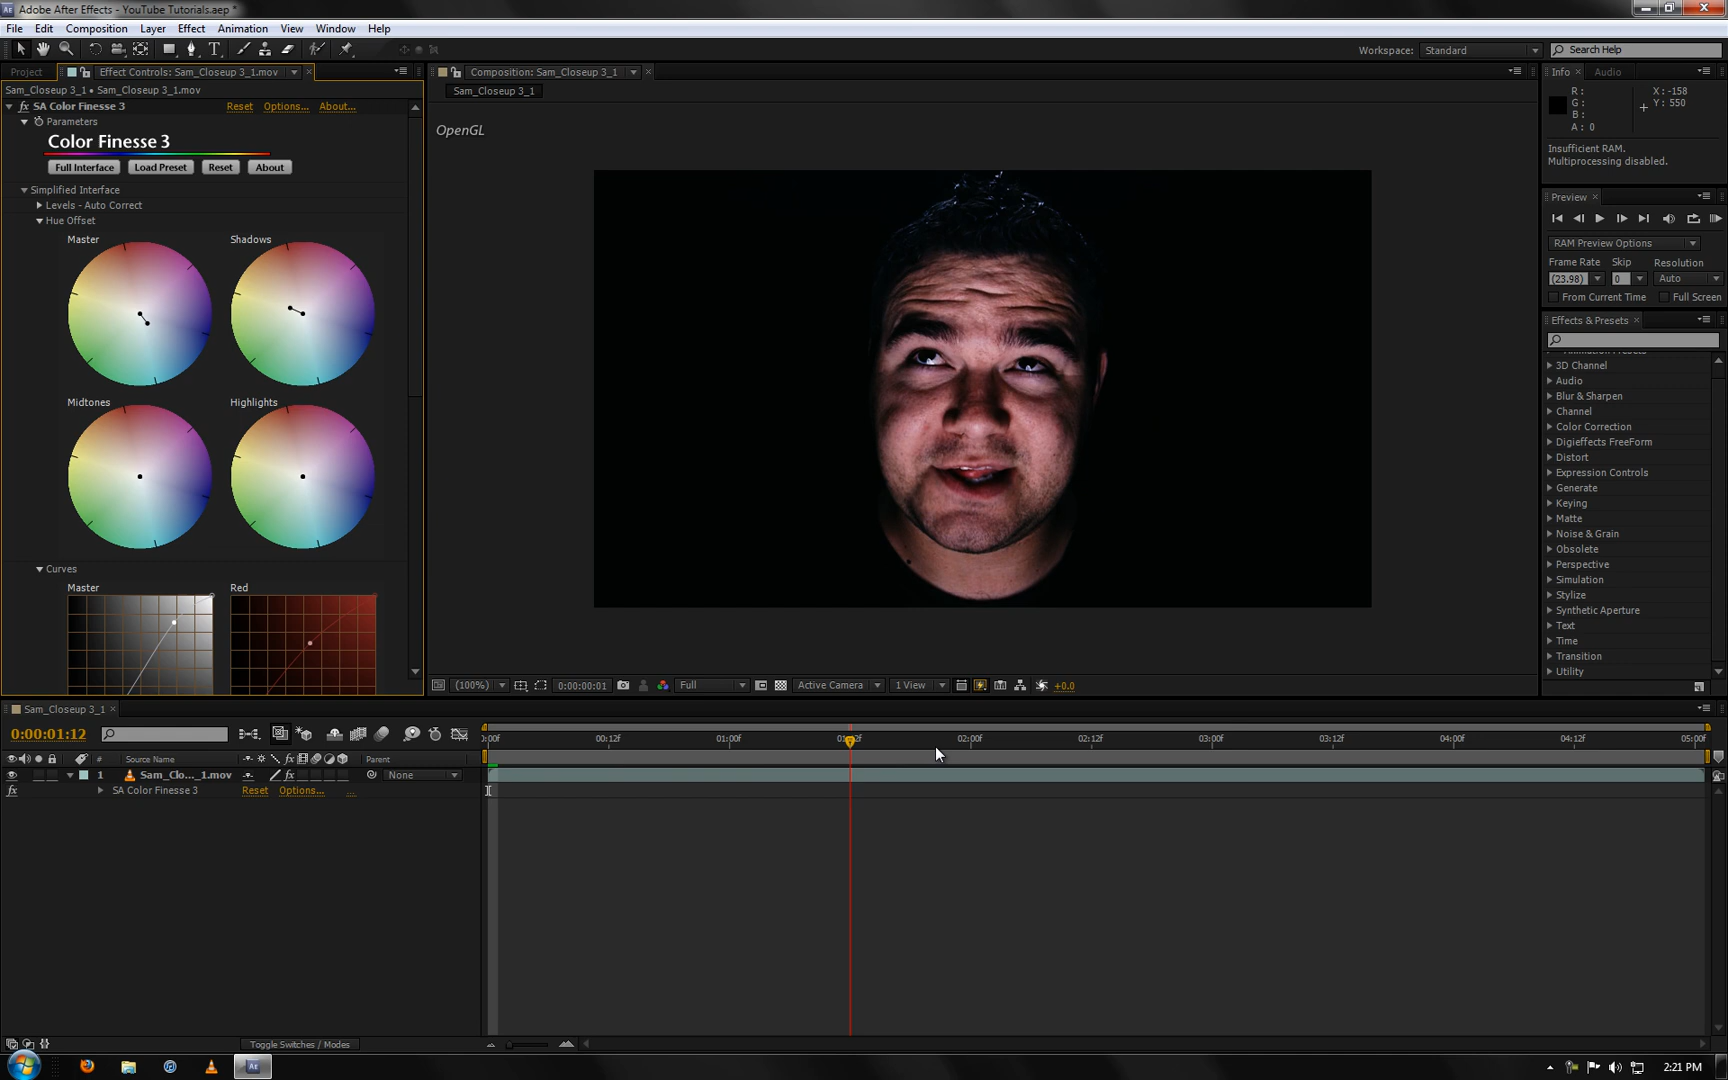 Adobe After Effects - YouTube Tutorials.aep *
File Edit Composition Layer Effect Animation View Window Help
Workspace: Standard Search Help
Project Effect Controls: Sam_Closeup 3_1.mov
Sam_Closeup 3_1 • Sam_Closeup 3_1.mov
fx SA Color Finesse 3 Reset Options... About...
Parameters
Color Finesse 3
Full Interface Load Preset Reset About
Simplified Interface
Levels - Auto Correct
Hue Offset
Master Shadows
Midtones Highlights
Curves
Master Red
Composition: Sam_Closeup 3_1
Sam_Closeup 3_1
OpenGL
(100%) 0:00:00:01 Full Active Camera 1 View +0.0
Info Audio
R: X: -158
G: Y: 550
B:
A: 0
Insufficient RAM.
Multiprocessing disabled.
Preview
RAM Preview Options
Frame Rate Skip Resolution
(23.98) 0 Auto
From Current Time Full Screen
Effects & Presets
3D Channel
Audio
Blur & Sharpen
Channel
Color Correction
Digieffects FreeForm
Distort
Expression Controls
Generate
Keying
Matte
Noise & Grain
Obsolete
Perspective
Simulation
Stylize
Synthetic Aperture
Text
Time
Transition
Utility
Sam_Closeup 3_1
0:00:01:12
00:12f 01:00f 02:00f 02:12f 03:00f 03:12f 04:00f 04:12f 05:00f
# Source Name fx Parent
1 Sam_Clo..._1.mov fx None
fx SA Color Finesse 3 Reset Options... ...
Toggle Switches / Modes
Ae 2:21 PM